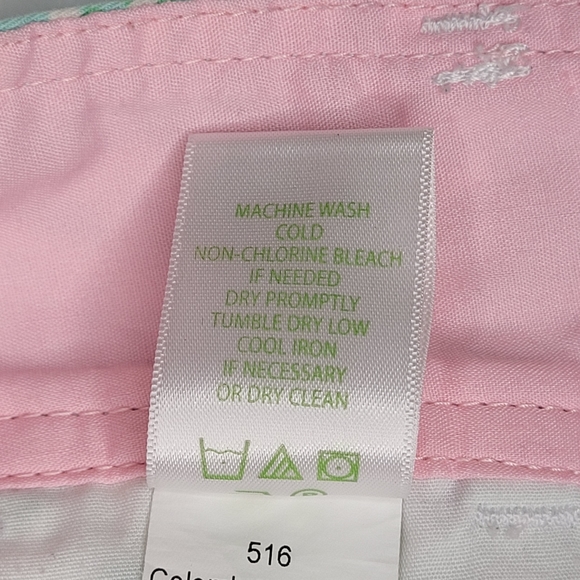 MACHINE WASH
COLD
NON-CHLORINE BLEACH
IF NEEDED
DRY PROMPTLY
TUMBLE DRY LOW
COOL IRON
IF NECESSARY
OR DRY CLEAN
516